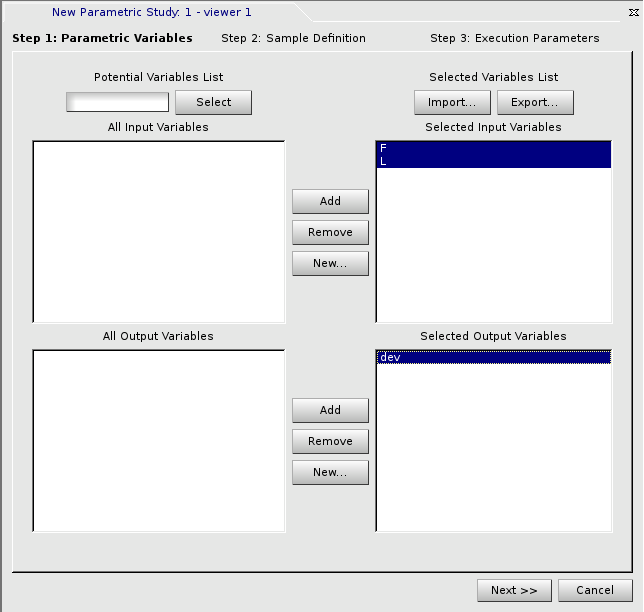 New Parametric Study: 1 - viewer 1
Step 1: Parametric Variables Step 2: Sample Definition Step 3: Execution Parameters
Potential Variables List Selected Variables List
Select Import... Export...
All Input Variables Selected Input Variables
F
L
Add
Remove
New...
All Output Variables Selected Output Variables
dev
Add
Remove
New...
Next >> Cancel